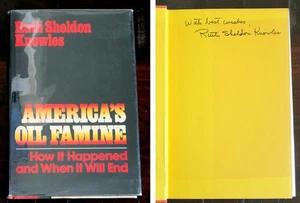 Ruth Sheldon
Knowles
AMERICA'S
OIL FAMINE
How It Happened
and When It Will End
With best wishes
Ruth Sheldon Knowles